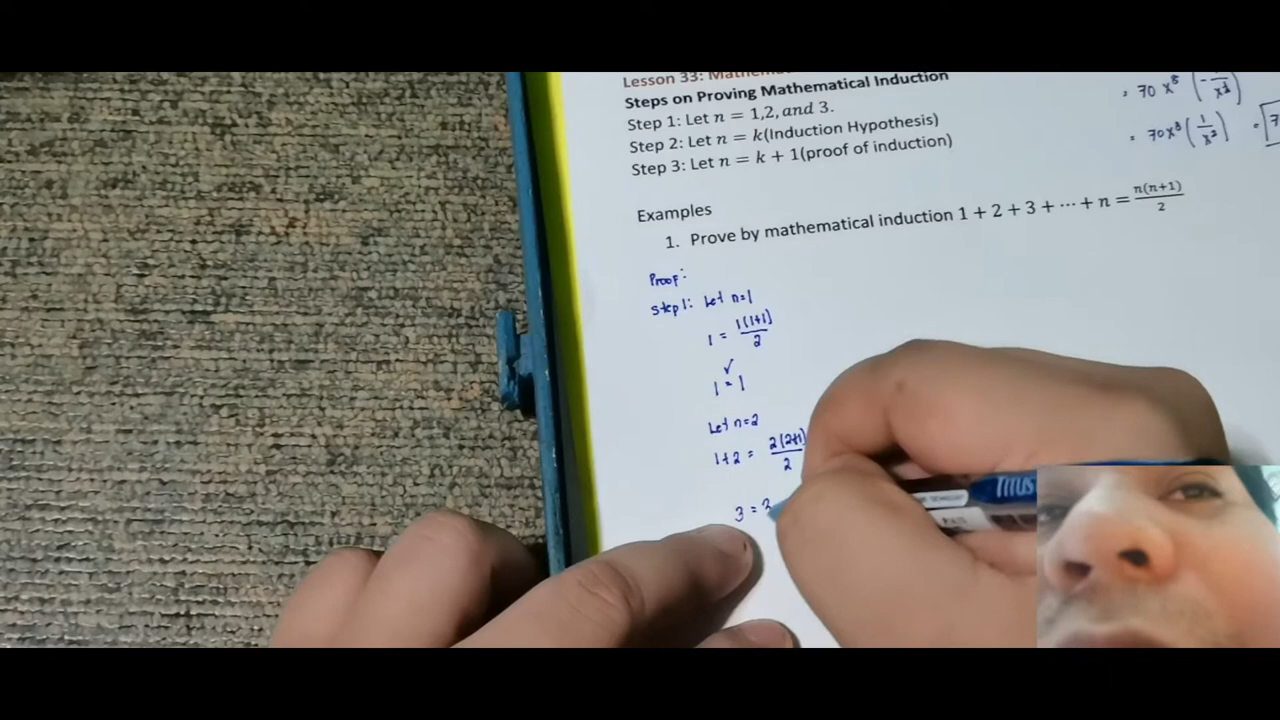 Lesson 33:
Steps on Proving Mathematical Induction
Step 1: Let n = 1,2, and 3.
Step 2: Let n = k(Induction Hypothesis)
Step 3: Let n = k + 1(proof of induction)
= 70 x⁸
= 70x⁸(1/x²) =
Examples
1. Prove by mathematical induction 1 + 2 + 3 + ⋯ + n = n(n+1)/2
Proof:
Step 1: Let n=1
1 = 1(1+1)/2
✓
1 = 1
Let n=2
1+2 = 2(2+1)/2
3 = 
TITUS